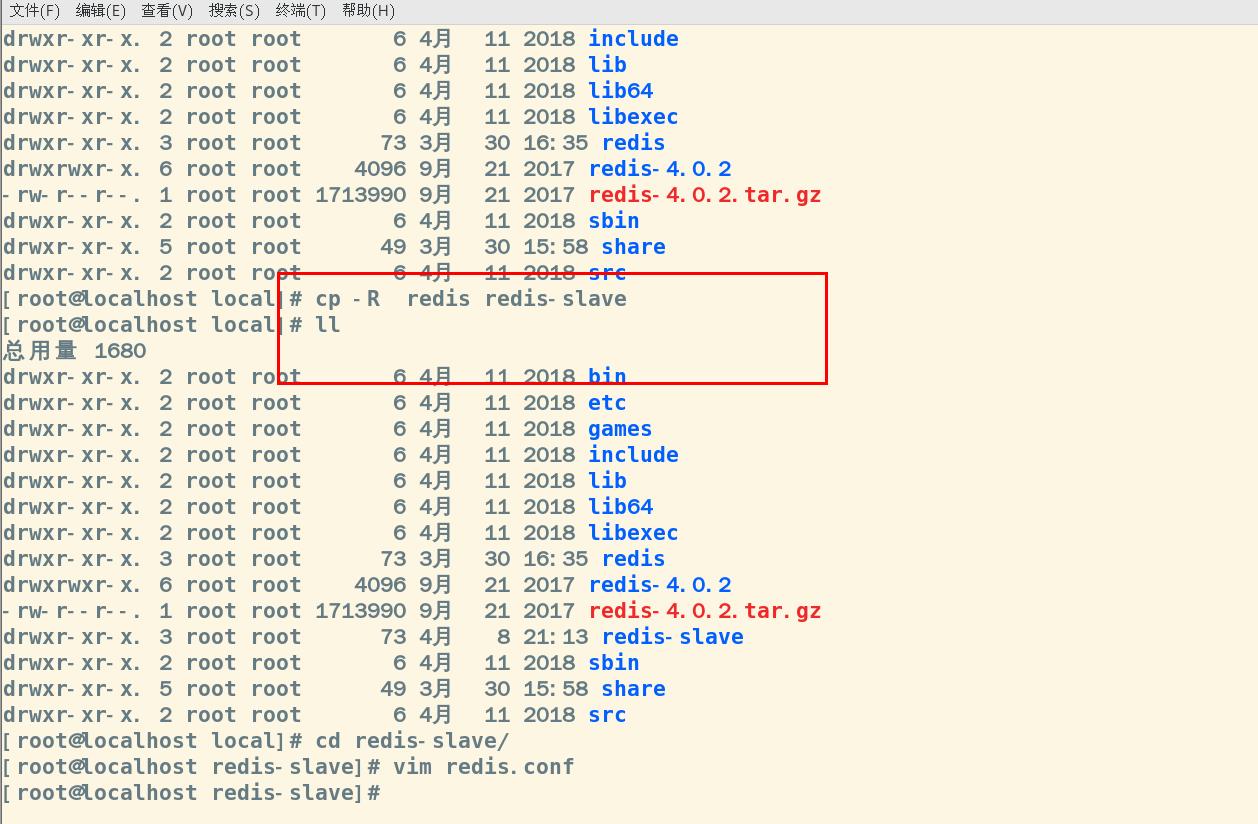 文件(F) 编辑(E) 查看(V) 搜索(S) 终端(T) 帮助(H)
drwxr-xr-x. 2 root root 6 4月 11 2018 include
drwxr-xr-x. 2 root root 6 4月 11 2018 lib
drwxr-xr-x. 2 root root 6 4月 11 2018 lib64
drwxr-xr-x. 2 root root 6 4月 11 2018 libexec
drwxr-xr-x. 3 root root 73 3月 30 16:35 redis
drwxrwxr-x. 6 root root 4096 9月 21 2017 redis-4.0.2
-rw-r--r--. 1 root root 1713990 9月 21 2017 redis-4.0.2.tar.gz
drwxr-xr-x. 2 root root 6 4月 11 2018 sbin
drwxr-xr-x. 5 root root 49 3月 30 15:58 share
drwxr-xr-x. 2 root root 6 4月 11 2018 src
[root@localhost local]# cp -R  redis redis-slave
[root@localhost local]# ll
总用量 1680
drwxr-xr-x. 2 root root 6 4月 11 2018 bin
drwxr-xr-x. 2 root root 6 4月 11 2018 etc
drwxr-xr-x. 2 root root 6 4月 11 2018 games
drwxr-xr-x. 2 root root 6 4月 11 2018 include
drwxr-xr-x. 2 root root 6 4月 11 2018 lib
drwxr-xr-x. 2 root root 6 4月 11 2018 lib64
drwxr-xr-x. 2 root root 6 4月 11 2018 libexec
drwxr-xr-x. 3 root root 73 3月 30 16:35 redis
drwxrwxr-x. 6 root root 4096 9月 21 2017 redis-4.0.2
-rw-r--r--. 1 root root 1713990 9月 21 2017 redis-4.0.2.tar.gz
drwxr-xr-x. 3 root root 73 4月 8 21:13 redis-slave
drwxr-xr-x. 2 root root 6 4月 11 2018 sbin
drwxr-xr-x. 5 root root 49 3月 30 15:58 share
drwxr-xr-x. 2 root root 6 4月 11 2018 src
[root@localhost local]# cd redis-slave/
[root@localhost redis-slave]# vim redis.conf
[root@localhost redis-slave]#